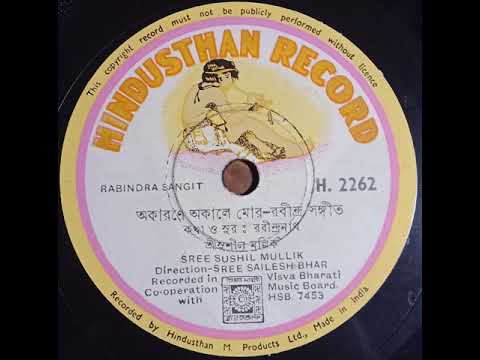 This copyright record must not be publicly performed without licence
HINDUSTHAN RECORD
RABINDRA SANGIT
H. 2262
অকারণে অকালে মোর–রবীন্দ্র সঙ্গীত
কথা ও সুর : রবীন্দ্রনাথ
শ্রীসুশীল মল্লিক
SREE SUSHIL MULLIK
Direction-SREE SAILESH BHAR
Recorded in Visva Bharati
Co-operation Music Board.
with HSB 7453
Recorded by Hindusthan M. Products Ltd., Made in India